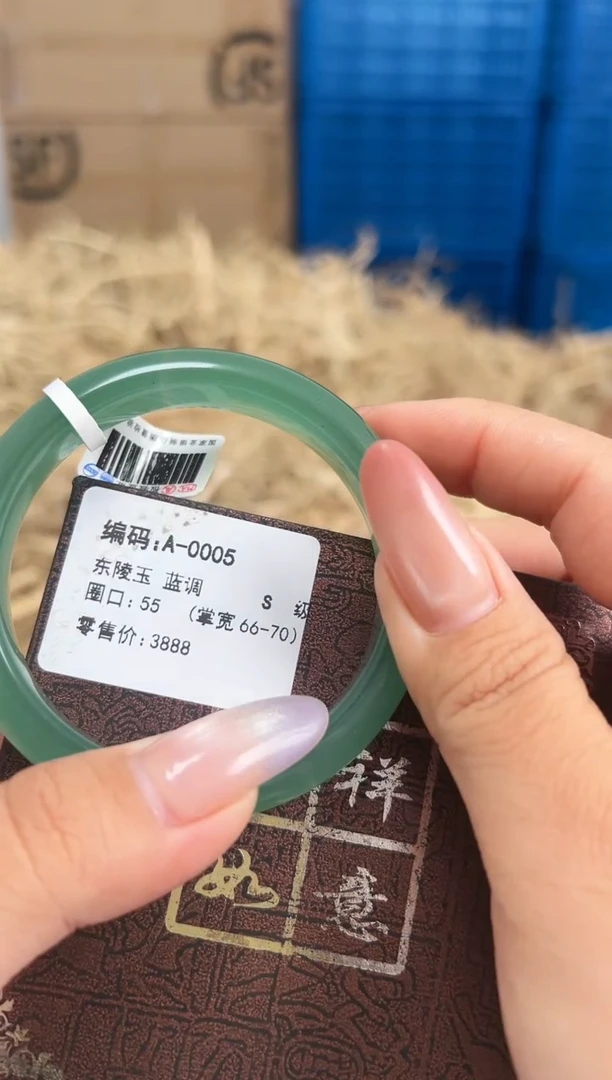 编码:A-0005
东陵玉 蓝调 S 级
圈口: 55 (掌宽66-70)
零售价:3888
祥
如 意